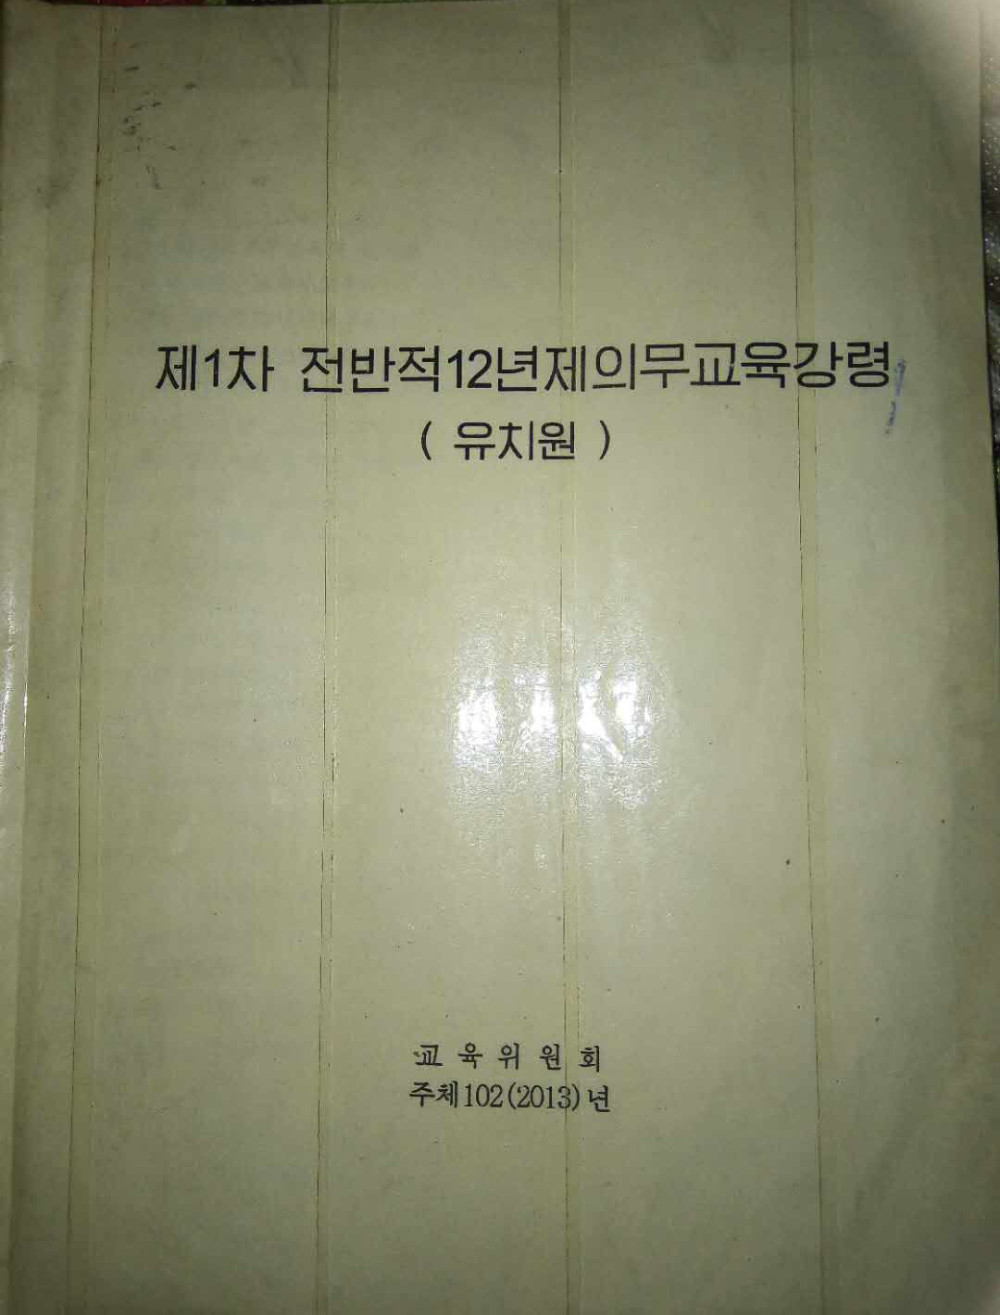 제1차 전반적12년제의무교육강령
( 유치원 )
교 육 위 원 회
주체102(2013)년